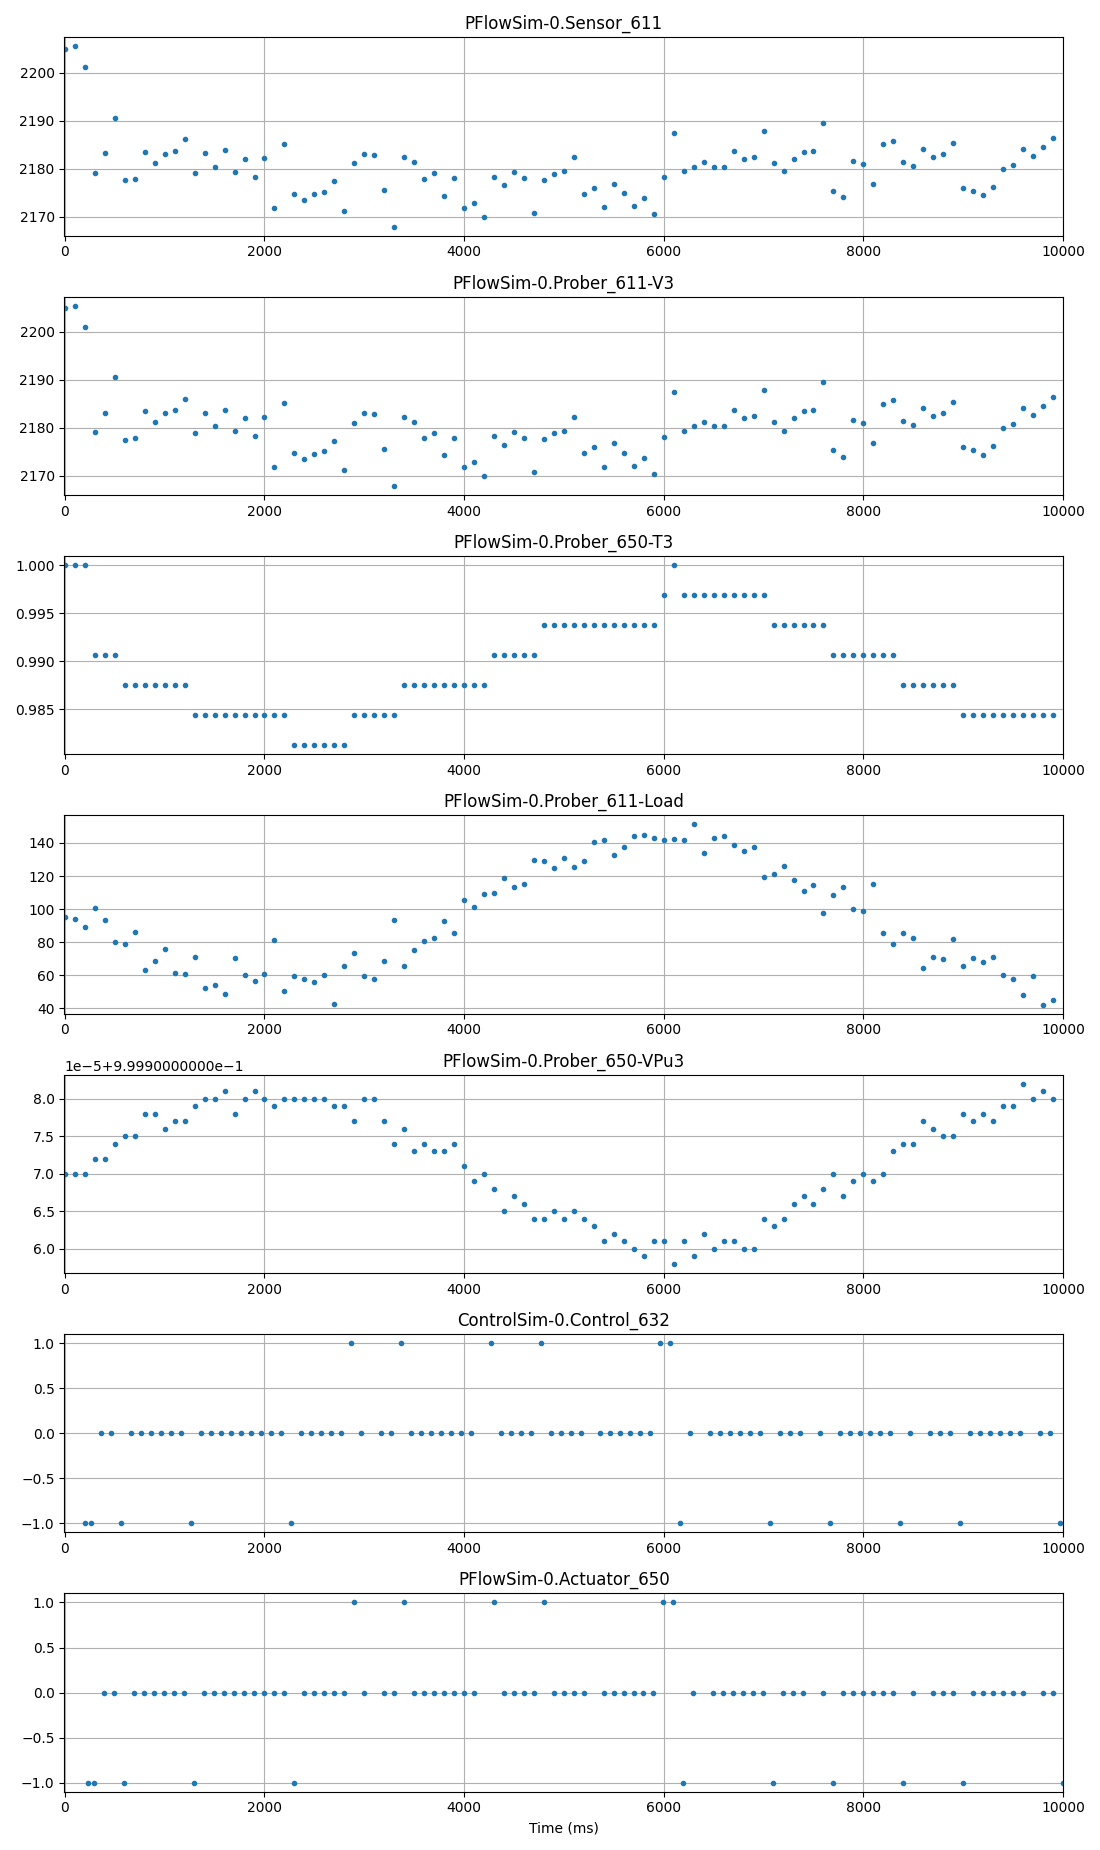 PFlowSim-0.Sensor_611
2200
2190
2180
2170
0 2000 4000 6000 8000 10000
PFlowSim-0.Prober_611-V3
2200
2190
2180
2170
0 2000 4000 6000 8000 10000
PFlowSim-0.Prober_650-T3
1.000
0.995
0.990
0.985
0 2000 4000 6000 8000 10000
PFlowSim-0.Prober_611-Load
140
120
100
80
60
40
0 2000 4000 6000 8000 10000
PFlowSim-0.Prober_650-VPu3
1e−5+9.9990000000e−1
8.0
7.5
7.0
6.5
6.0
0 2000 4000 6000 8000 10000
ControlSim-0.Control_632
1.0
0.5
0.0
−0.5
−1.0
0 2000 4000 6000 8000 10000
PFlowSim-0.Actuator_650
1.0
0.5
0.0
−0.5
−1.0
0 2000 4000 6000 8000 10000
Time (ms)